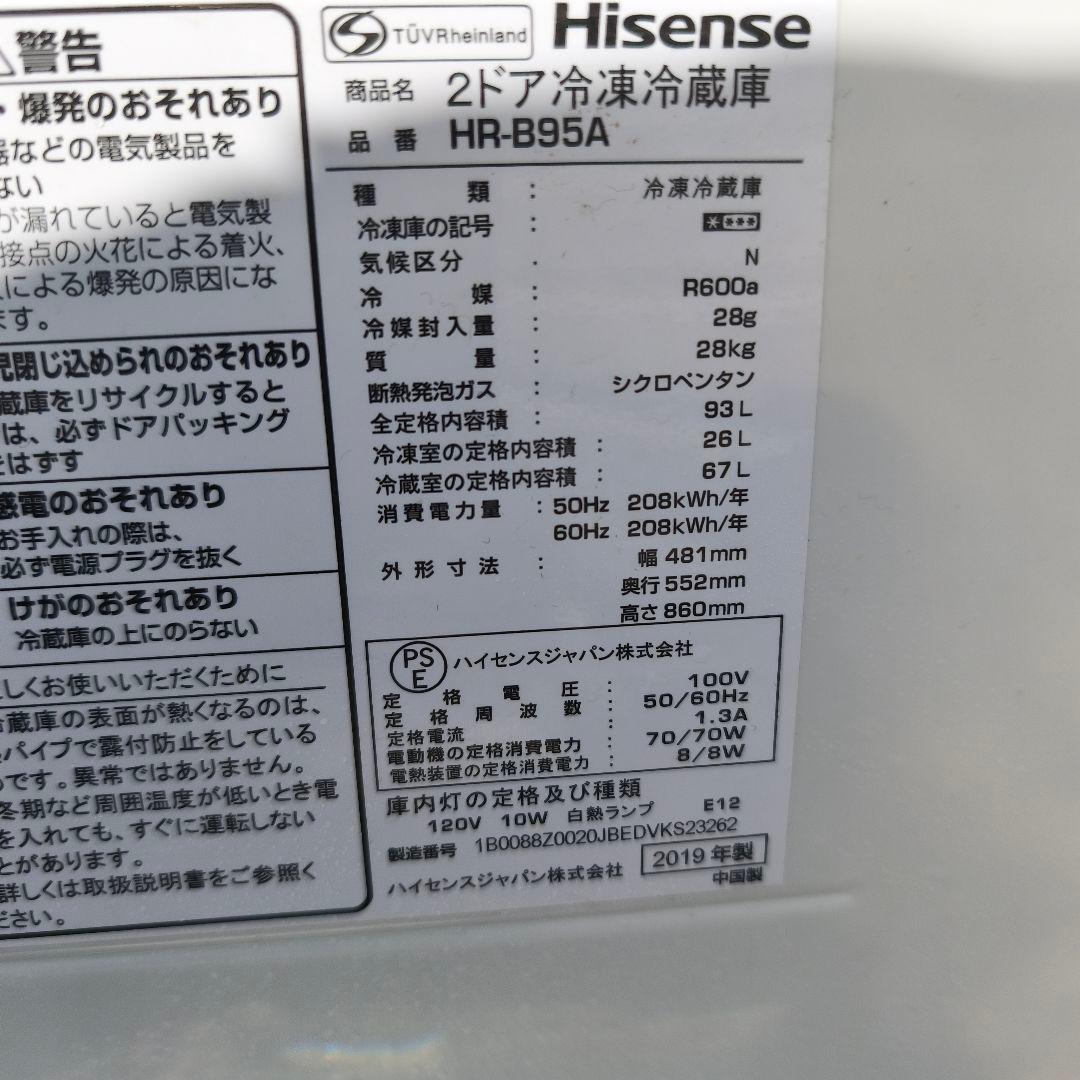 警告
・爆発のおそれあり
器などの電気製品を
ない
が漏れていると電気製
接点の火花による着火、
による爆発の原因にな
ます。
児閉じ込められのおそれあり
蔵庫をリサイクルすると
は、必ずドアパッキング
をはずす
感電のおそれあり
お手入れの際は、
必ず電源プラグを抜く
けがのおそれあり
冷蔵庫の上にのらない
しくお使いいただくために
冷蔵庫の表面が熱くなるのは、
パイプで露付防止をしている
です。異常ではありません。
冬期など周囲温度が低いとき電
を入れても、すぐに運転しない
とがあります。
詳しくは取扱説明書をご参照く
ださい。
TÜVRheinland Hisense
商品名 2ドア冷凍冷蔵庫
品番 HR-B95A
種類 : 冷凍冷蔵庫
冷凍庫の記号 : ****​*
気候区分 . N
冷媒 : R600a
冷媒封入量 : 28g
質量 : 28kg
断熱発泡ガス : シクロペンタン
全定格内容積 : 93L
冷凍室の定格内容積 : 26L
冷蔵室の定格内容積 : 67L
消費電力量 : 50Hz 208kWh/年
60Hz 208kWh/年
外形寸法 : 幅 481mm
奥行 552mm
高さ 860mm
PSE ハイセンスジャパン株式会社
定格電圧 : 100V
定格周波数 : 50/60Hz
定格電流 : 1.3A
電動機の定格消費電力 : 70/70W
電熱装置の定格消費電力 : 8/8W
庫内灯の定格及び種類
120V 10W 白熱ランプ E12
製造番号 1B0088Z0020JBEDVKS23262
ハイセンスジャパン株式会社 2019年製
中国製